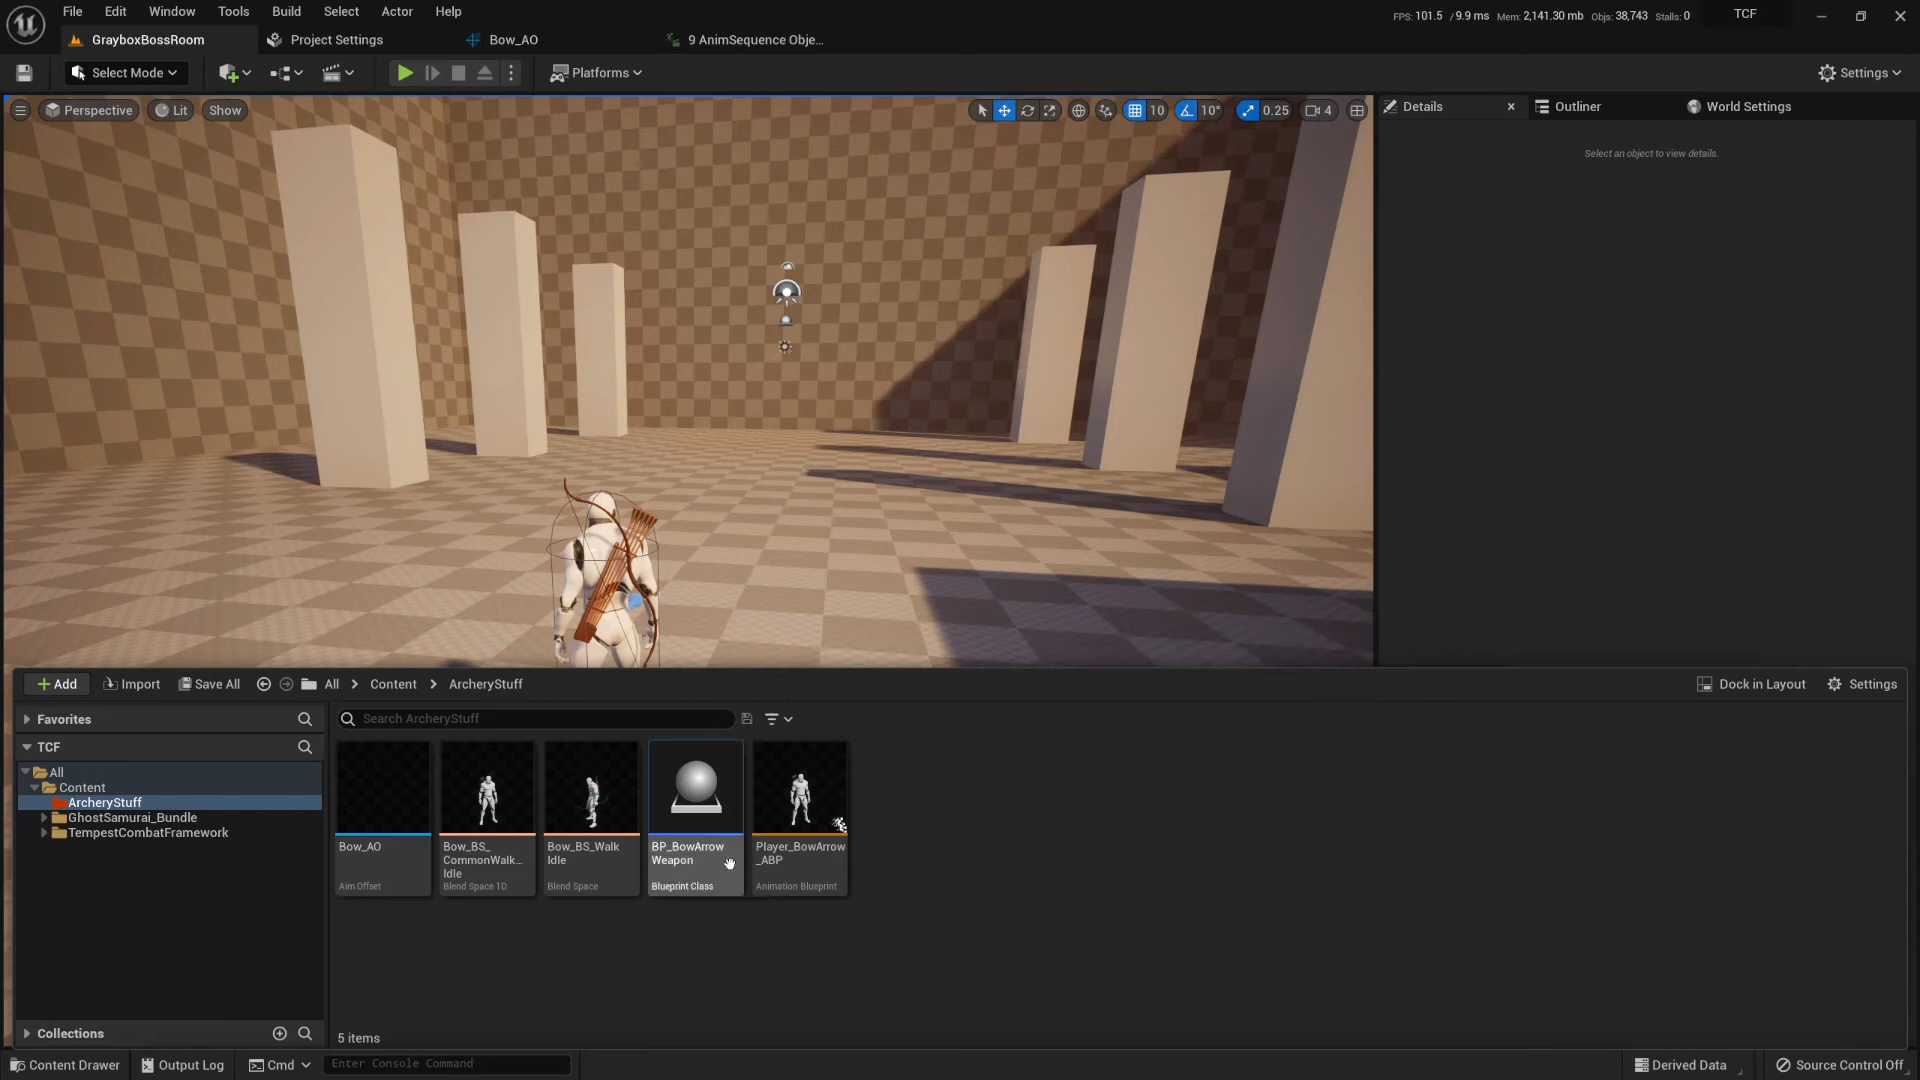 File Edit Window Tools Build Select Actor Help
FPS: 101.5 / 9.9 ms Mem: 2,141.30 mb Objs: 38,743 Stalls: 0 TCF
GrayboxBossRoom Project Settings Bow_AO 9 AnimSequence Obje...
Select Mode Platforms Settings
Perspective Lit Show 10 10° 0.25 4
Details Outliner World Settings
Select an object to view details.
+ Add Import Save All All > Content > ArcheryStuff Dock in Layout Settings
Favorites
Search ArcheryStuff
TCF
All
Content
ArcheryStuff
GhostSamurai_Bundle
TempestCombatFramework
Bow_AO
Aim Offset
Bow_BS_
CommonWalk...
Idle
Blend Space 1D
Bow_BS_Walk
Idle
Blend Space
BP_BowArrow
Weapon
Blueprint Class
Player_BowArrow
_ABP
Animation Blueprint
Collections
5 items
Content Drawer Output Log Cmd Enter Console Command Derived Data Source Control Off